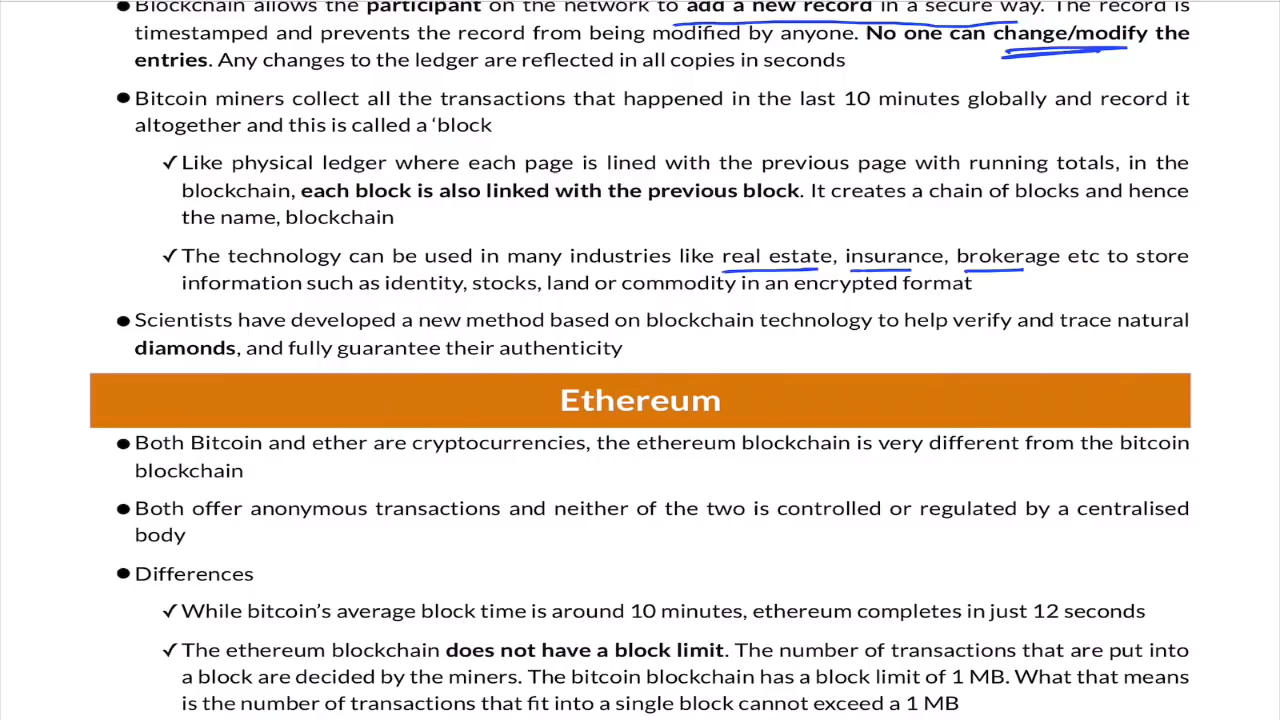 Blockchain allows the participant on the network to add a new record in a secure way. The record is
timestamped and prevents the record from being modified by anyone. No one can change/modify the
entries. Any changes to the ledger are reflected in all copies in seconds
● Bitcoin miners collect all the transactions that happened in the last 10 minutes globally and record it
altogether and this is called a ‘block
✓ Like physical ledger where each page is lined with the previous page with running totals, in the
blockchain, each block is also linked with the previous block. It creates a chain of blocks and hence
the name, blockchain
✓ The technology can be used in many industries like real estate, insurance, brokerage etc to store
information such as identity, stocks, land or commodity in an encrypted format
● Scientists have developed a new method based on blockchain technology to help verify and trace natural
diamonds, and fully guarantee their authenticity
Ethereum
● Both Bitcoin and ether are cryptocurrencies, the ethereum blockchain is very different from the bitcoin
blockchain
● Both offer anonymous transactions and neither of the two is controlled or regulated by a centralised
body
● Differences
✓ While bitcoin’s average block time is around 10 minutes, ethereum completes in just 12 seconds
✓ The ethereum blockchain does not have a block limit. The number of transactions that are put into
a block are decided by the miners. The bitcoin blockchain has a block limit of 1 MB. What that means
is the number of transactions that fit into a single block cannot exceed a 1 MB